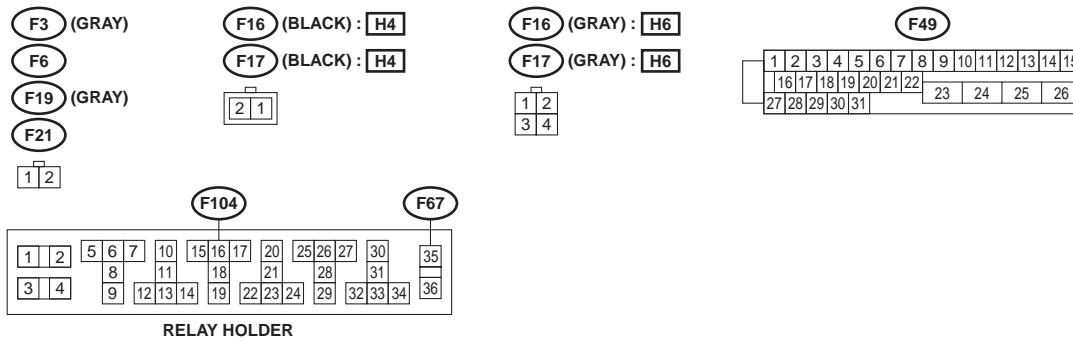 F3 (GRAY)
F6
F19 (GRAY)
F21
1 2
F16 (BLACK) : H4
F17 (BLACK) : H4
2 1
F16 (GRAY) : H6
F17 (GRAY) : H6
1 2
3 4
F49
1 2 3 4 5 6 7 8 9 10 11 12 13 14 15
16 17 18 19 20 21 22 23 24 25 26
27 28 29 30 31
F104 F67
1 2 5 6 7 10 15 16 17 20 25 26 27 30 35
8 11 18 21 28 31
3 4 9 12 13 14 19 22 23 24 29 32 33 34 36
RELAY HOLDER